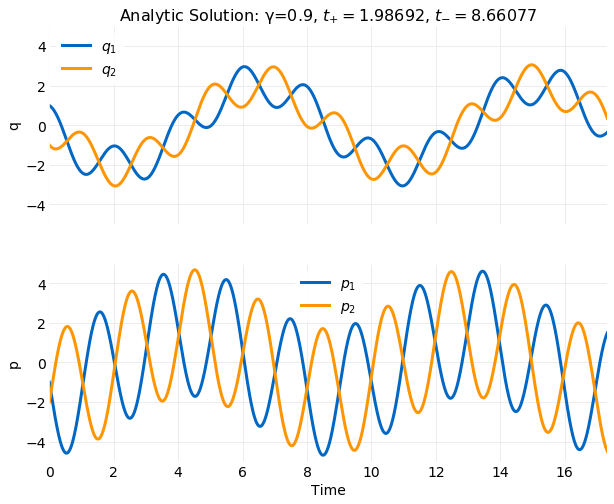 Analytic Solution: γ=0.9, t₊ = 1.98692, t₋ = 8.66077
4
2
0
−2
−4
q
q₁
q₂
4
2
0
−2
−4
p
p₁
p₂
0 2 4 6 8 10 12 14 16
Time